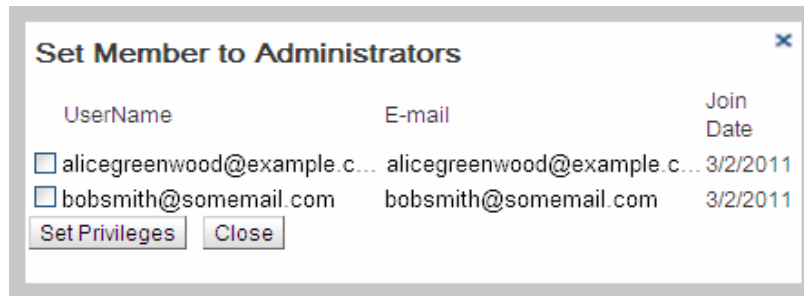 Set Member to Administrators
UserName E-mail Join Date
alicegreenwood@example.c... alicegreenwood@example.c... 3/2/2011
bobsmith@somemail.com bobsmith@somemail.com 3/2/2011
Set Privileges Close